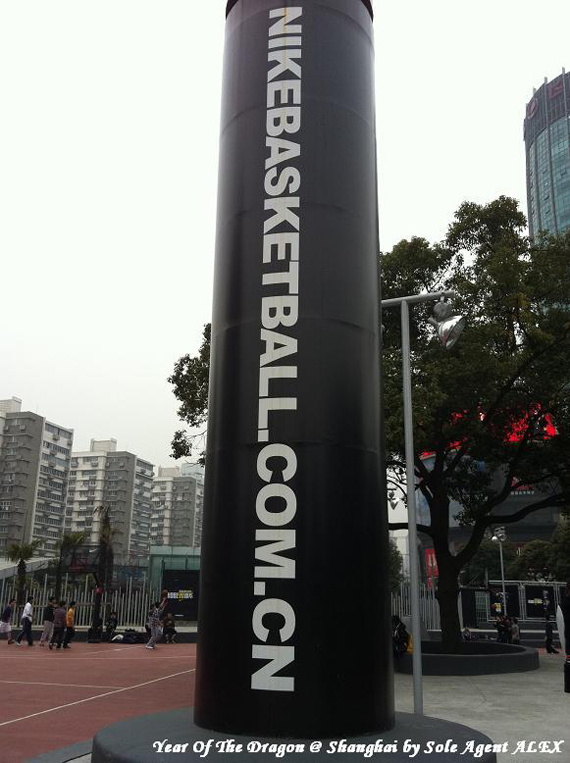 NIKEBASKETBALL.COM.CN
Year Of The Dragon @ Shanghai by Sole Agent ALEX